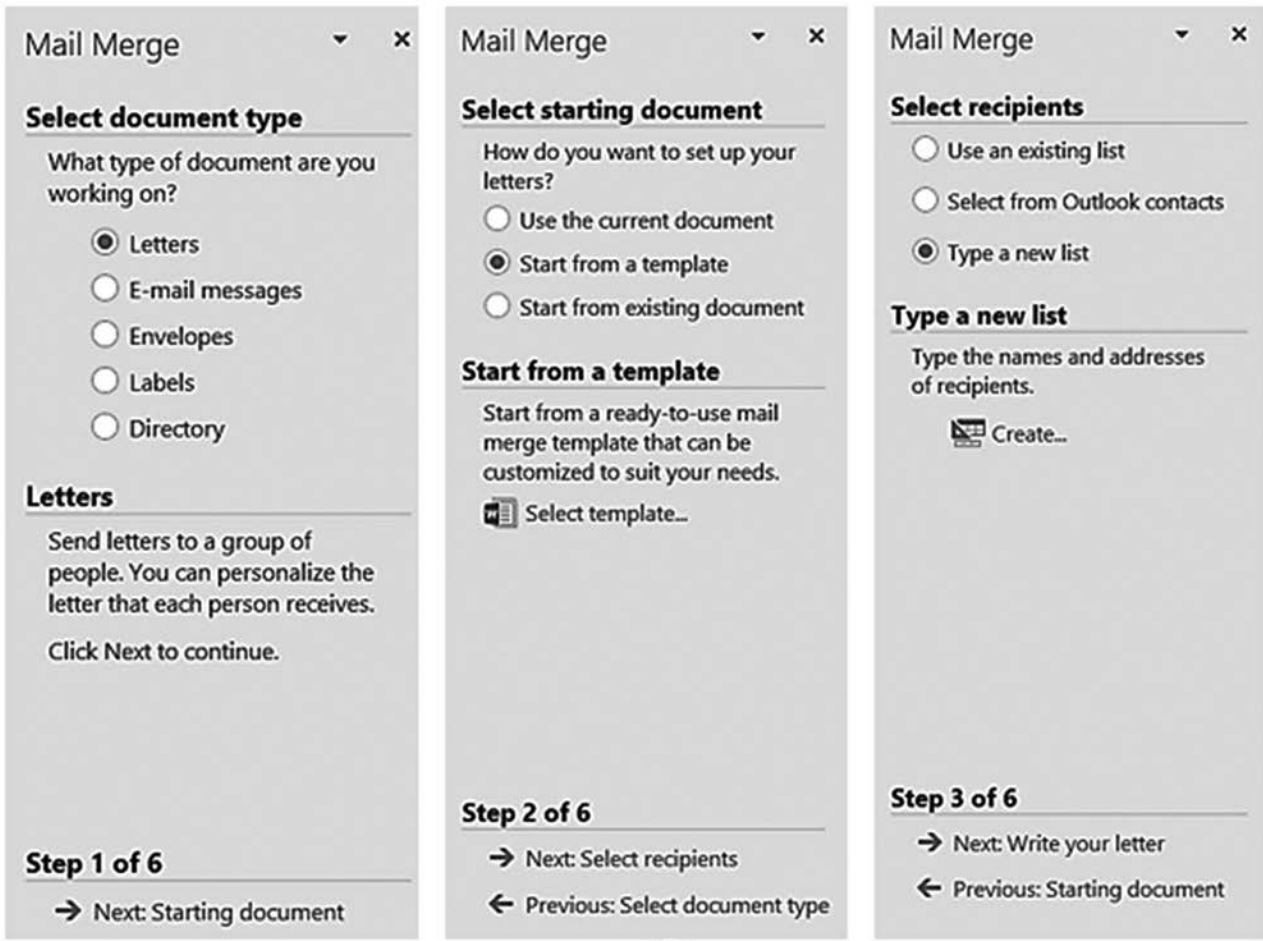 Mail Merge
Select document type
What type of document are you
working on?
Letters
E-mail messages
Envelopes
Labels
Directory
Letters
Send letters to a group of
people. You can personalize the
letter that each person receives.
Click Next to continue.
Step 1 of 6
Next: Starting document
Mail Merge
Select starting document
How do you want to set up your
letters?
Use the current document
Start from a template
Start from existing document
Start from a template
Start from a ready-to-use mail
merge template that can be
customized to suit your needs.
Select template...
Step 2 of 6
Next: Select recipients
Previous: Select document type
Mail Merge
Select recipients
Use an existing list
Select from Outlook contacts
Type a new list
Type a new list
Type the names and addresses
of recipients.
Create...
Step 3 of 6
Next: Write your letter
Previous: Starting document